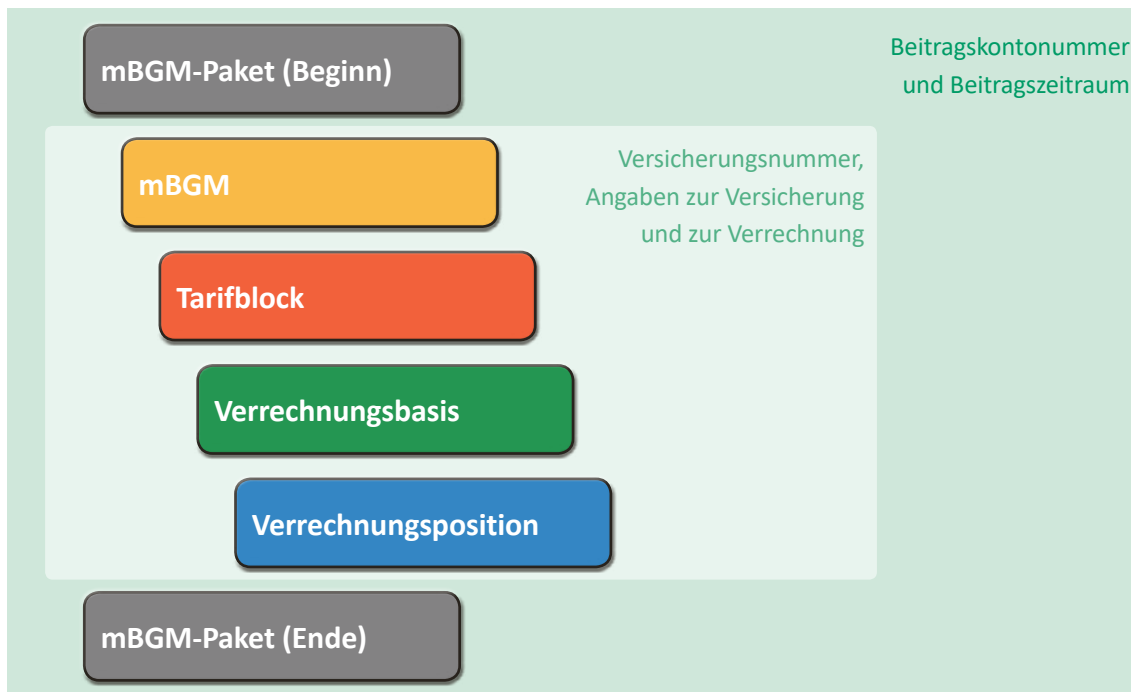 mBGM-Paket (Beginn)
Beitragskontonummer
und Beitragszeitraum
mBGM
Versicherungsnummer,
Angaben zur Versicherung
und zur Verrechnung
Tarifblock
Verrechnungsbasis
Verrechnungsposition
mBGM-Paket (Ende)